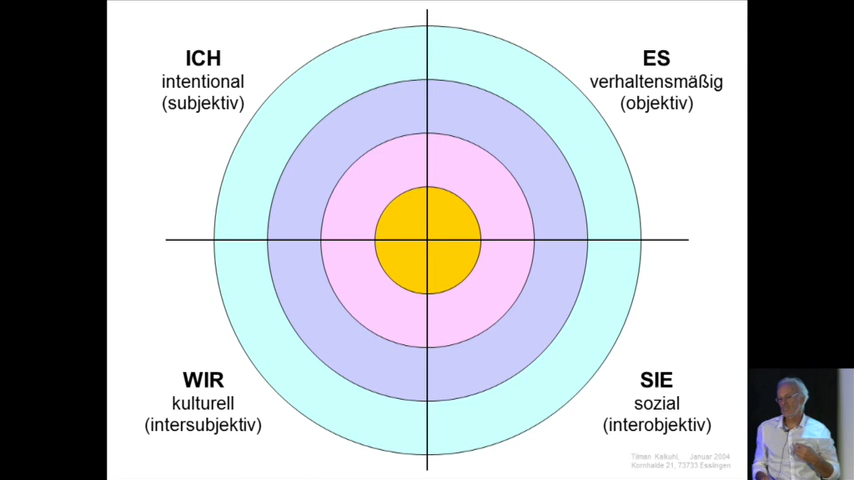 ICH
intentional
(subjektiv)
ES
verhaltensmäßig
(objektiv)
WIR
kulturell
(intersubjektiv)
SIE
sozial
(interobjektiv)
Tilman Kalkuhl, Januar 2004
Kornhalde 21, 73733 Esslingen